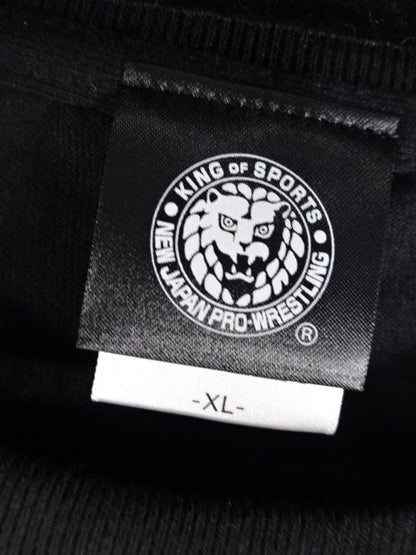 • KING OF SPORTS •
NEW JAPAN PRO-WRESTLING
®
-XL-